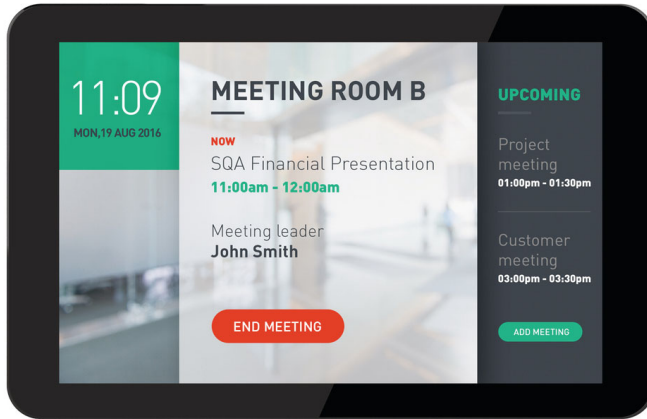 11:09
MON,19 AUG 2016
MEETING ROOM B
NOW
SQA Financial Presentation
11:00am - 12:00am
Meeting leader
John Smith
END MEETING
UPCOMING
Project
meeting
01:00pm - 01:30pm
Customer
meeting
03:00pm - 03:30pm
ADD MEETING